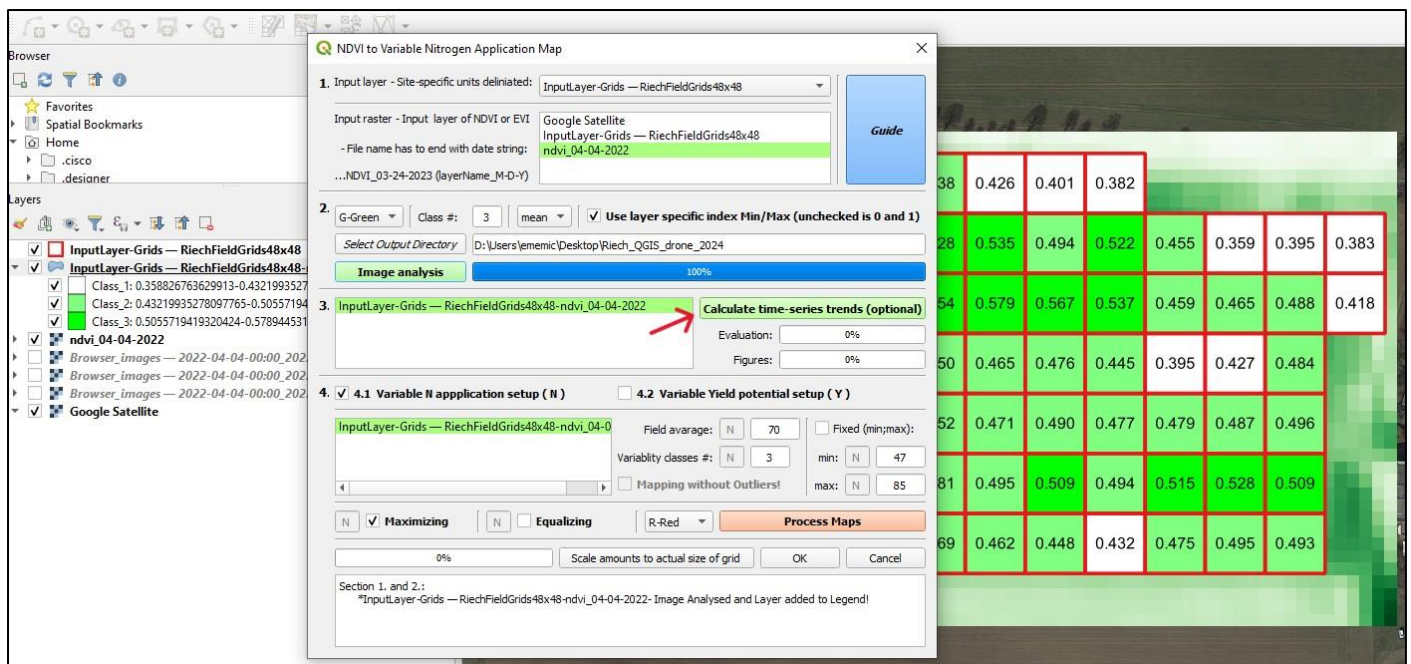 Browser
Favorites
Spatial Bookmarks
Home
.cisco
.designer
Layers
InputLayer-Grids — RiechFieldGrids48x48
InputLayer-Grids — RiechFieldGrids48x48-
Class_1: 0.358826763629913-0.4321993527
Class_2: 0.43219935278097765-0.50557194
Class_3: 0.5055719419320424-0.578944531
ndvi_04-04-2022
Browser_images — 2022-04-04-00:00_202
Browser_images — 2022-04-04-00:00_202
Browser_images — 2022-04-04-00:00_202
Google Satellite
NDVI to Variable Nitrogen Application Map
1. Input layer - Site-specific units deliniated: InputLayer-Grids — RiechFieldGrids48x48
Guide
Input raster - Input layer of NDVI or EVI
- File name has to end with date string:
...NDVI_03-24-2023 (layerName_M-D-Y)
Google Satellite
InputLayer-Grids — RiechFieldGrids48x48
ndvi_04-04-2022
2. G-Green Class #: 3 mean Use layer specific index Min/Max (unchecked is 0 and 1)
Select Output Directory D:\Users\ememic\Desktop\Riech_QGIS_drone_2024
Image analysis 100%
3. InputLayer-Grids — RiechFieldGrids48x48-ndvi_04-04-2022 Calculate time-series trends (optional)
Evaluation: 0%
Figures: 0%
4. 4.1 Variable N appplication setup ( N ) 4.2 Variable Yield potential setup ( Y )
InputLayer-Grids — RiechFieldGrids48x48-ndvi_04-0 Field avarage: N 70 Fixed (min;max):
Variablity classes #: N 3 min: N 47
Mapping without Outliers! max: N 85
N Maximizing N Equalizing R-Red Process Maps
0% Scale amounts to actual size of grid OK Cancel
Section 1. and 2.:
*InputLayer-Grids — RiechFieldGrids48x48-ndvi_04-04-2022- Image Analysed and Layer added to Legend!
38 0.426 0.401 0.382
28 0.535 0.494 0.522 0.455 0.359 0.395 0.383
54 0.579 0.567 0.537 0.459 0.465 0.488 0.418
50 0.465 0.476 0.445 0.395 0.427 0.484
52 0.471 0.490 0.477 0.479 0.487 0.496
81 0.495 0.509 0.494 0.515 0.528 0.509
69 0.462 0.448 0.432 0.475 0.495 0.493